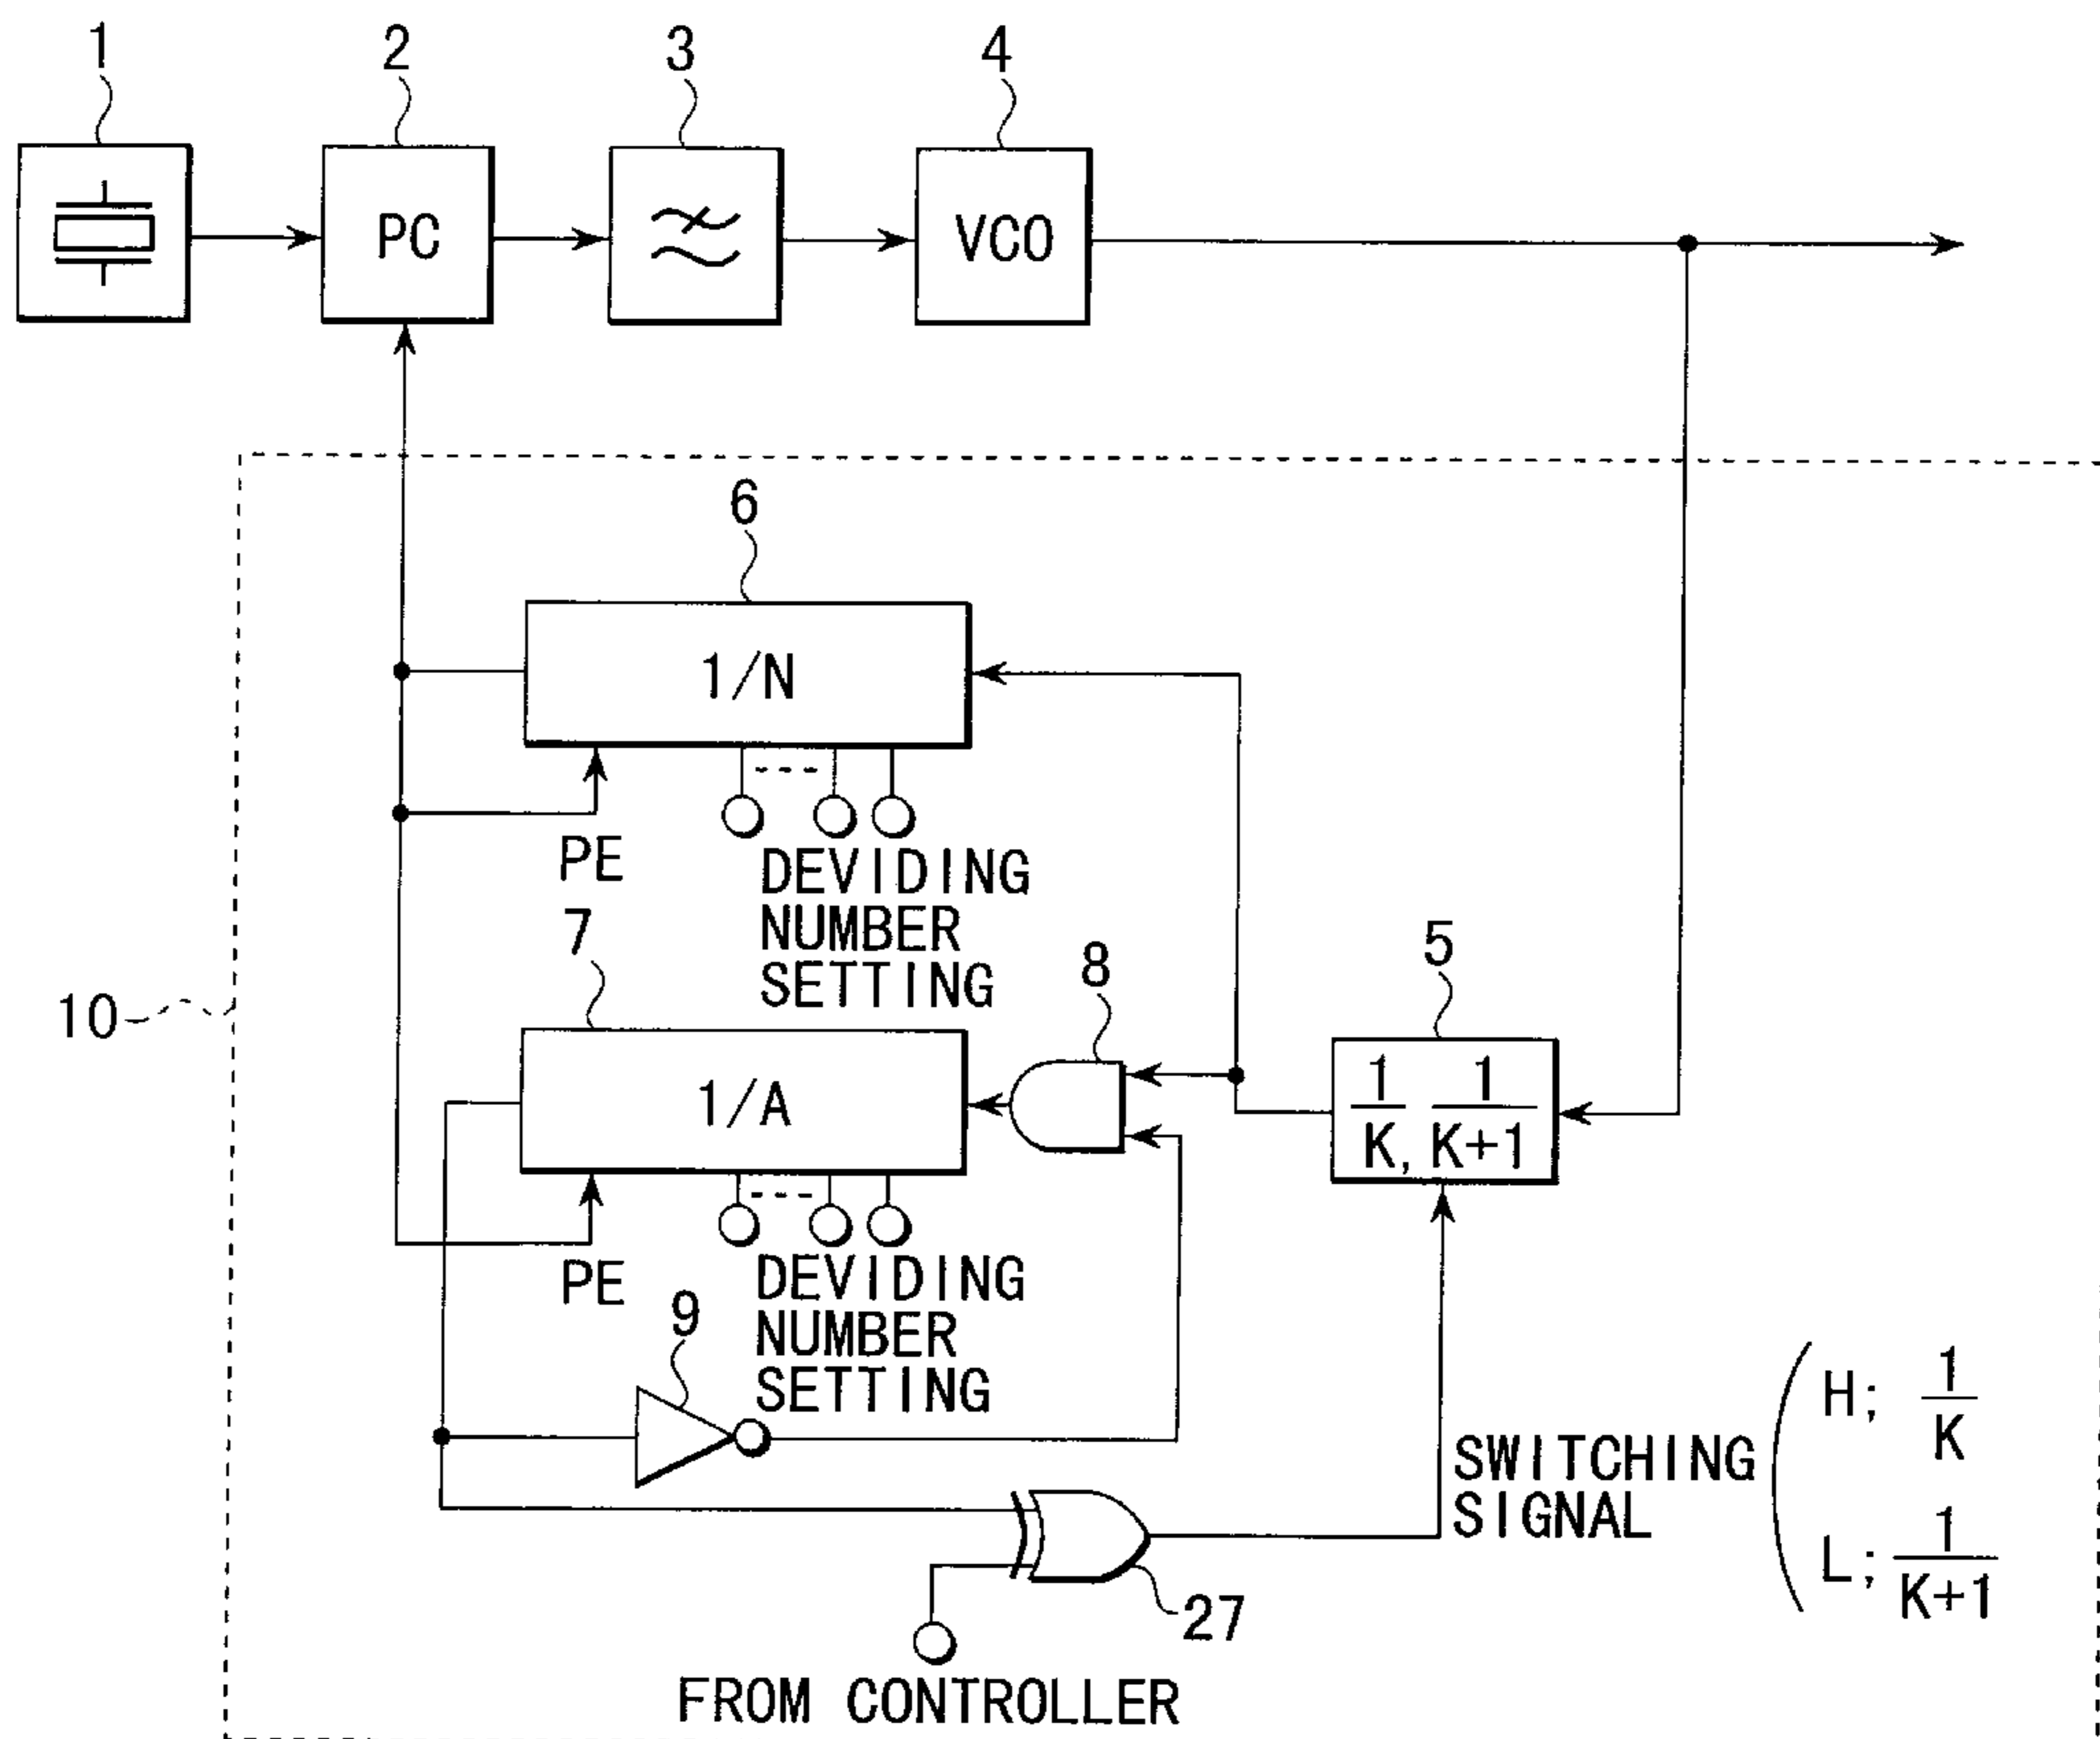 1
2
3
4
PC
VCO
6
1/N
PE
DEVIDING
NUMBER
SETTING
7
10
8
5
1/A
1/K, 1/K+1
PE
DEVIDING
NUMBER
SETTING
9
SWITCHING
SIGNAL
H; 1/K
L; 1/K+1
27
FROM CONTROLLER